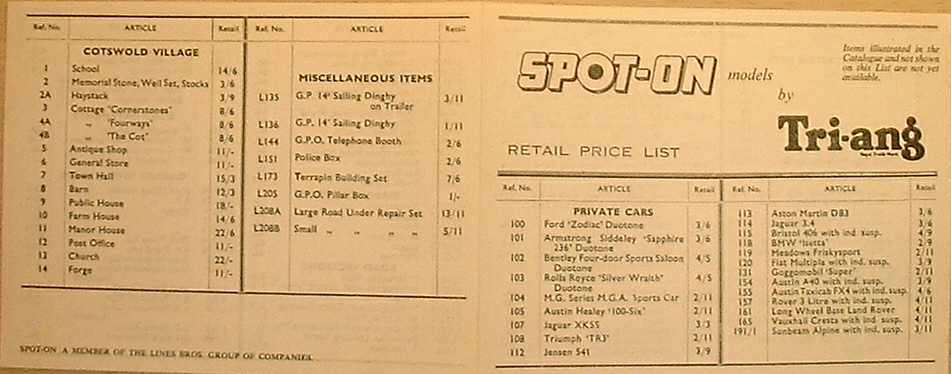 Ref. No. ARTICLE Retail
COTSWOLD VILLAGE
1 School 14/6
2 Memorial Stone, Well Set, Stocks 3/6
2A Haystack 3/9
3 Cottage "Cornerstones" 8/6
4A ,, "Fourways" 8/6
4B ,, "The Cot" 8/6
5 Antique Shop 11/-
6 General Store 11/-
7 Town Hall 15/3
8 Barn 12/3
9 Public House 18/-
10 Farm House 14/6
11 Manor House 22/6
12 Post Office 11/-
13 Church 22/-
14 Forge 11/-
SPOT-ON A MEMBER OF THE LINES BROS. GROUP OF COMPANIES.
Ref. No. ARTICLE Retail
MISCELLANEOUS ITEMS
L135 G.P. 14' Sailing Dinghy
on Trailer 3/11
L136 G.P. 14' Sailing Dinghy 1/11
L144 G.P.O. Telephone Booth 2/6
L151 Police Box 2/6
L173 Terrapin Building Set 7/6
L205 G.P.O. Pillar Box 1/-
L208A Large Road Under Repair Set 13/11
L208B Small ,, ,, ,, ,, 5/11
SPOT-ON models
by
Tri-ang
Items illustrated in the
Catalogue and not shown
on this List are not yet
available.
RETAIL PRICE LIST
Ref. No. ARTICLE Retail
PRIVATE CARS
100 Ford 'Zodiac' Duotone 3/6
101 Armstrong Siddeley 'Sapphire 3/6
236' Duotone
102 Bentley Four-door Sports Saloon 4/5
Duotone
103 Rolls Royce 'Silver Wraith' 4/5
Duotone
104 M.G. Series M.G.A. Sports Car 2/11
105 Austin Healey '100-Six' 2/11
107 Jaguar XKSS 3/3
108 Triumph 'TR3' 2/11
112 Jensen 541 3/9
Ref. No. ARTICLE Retail
113 Aston Martin DB3 3/6
114 Jaguar 3.4 3/6
115 Bristol 406 with ind. susp. 4/9
118 BMW 'Isetta' 2/9
119 Meadows Friskysport 2/11
120 Fiat Multipla with ind. susp. 3/9
131 Goggomobil 'Super' 2/11
154 Austin A40 with ind. susp. 3/9
155 Austin Taxicab FX4 with ind. susp. 4/6
157 Rover 3 Litre with ind. susp. 4/11
161 Long Wheel Base Land Rover 4/11
165 Vauxhall Cresta with ind. susp. 4/11
191/1 Sunbeam Alpine with ind. susp. 3/11